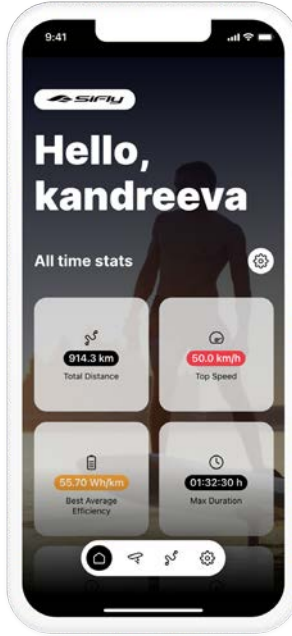 9:41
SiFly
Hello,
kandreeva
All time stats
914.3 km
Total Distance
50.0 km/h
Top Speed
55.70 Wh/km
Best Average
Efficiency
01:32:30 h
Max Duration